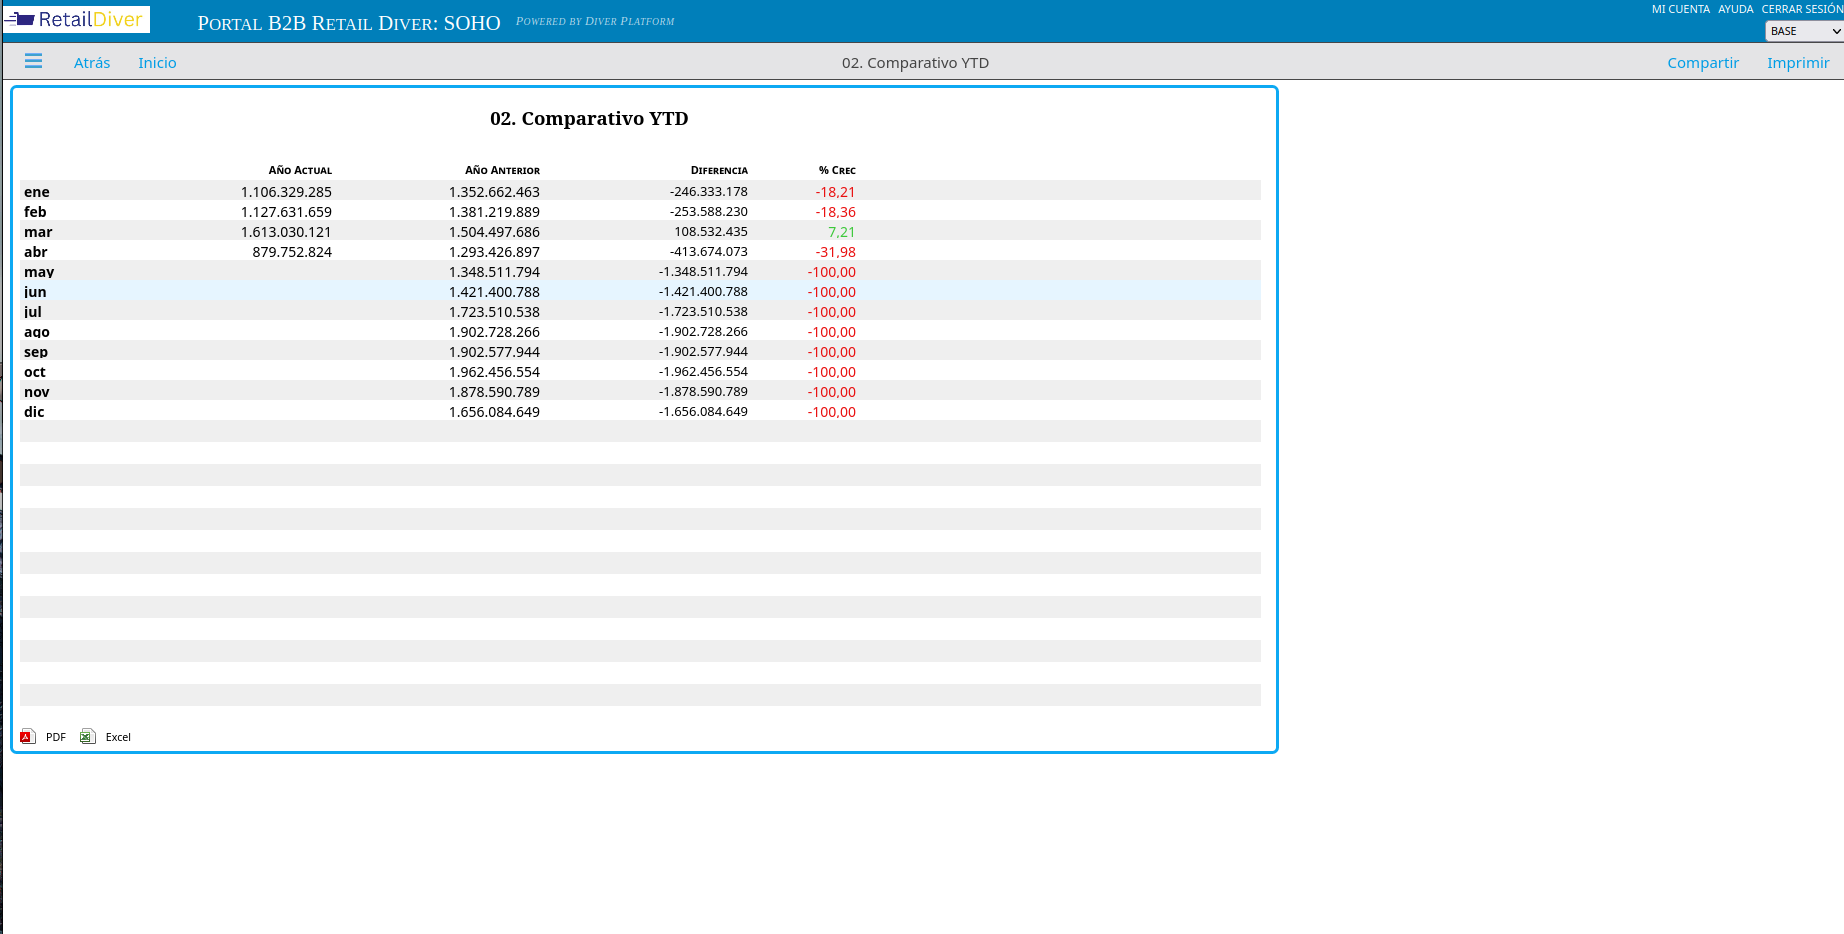 RetailDiver
PORTAL B2B RETAIL DIVER: SOHO POWERED BY DIVER PLATFORM
MI CUENTA AYUDA CERRAR SESIÓN
BASE
Atrás Inicio 02. Comparativo YTD Compartir Imprimir
02. Comparativo YTD
AÑO ACTUAL AÑO ANTERIOR DIFERENCIA % CREC
ene 1.106.329.285 1.352.662.463 -246.333.178 -18,21
feb 1.127.631.659 1.381.219.889 -253.588.230 -18,36
mar 1.613.030.121 1.504.497.686 108.532.435 7,21
abr 879.752.824 1.293.426.897 -413.674.073 -31,98
may 1.348.511.794 -1.348.511.794 -100,00
jun 1.421.400.788 -1.421.400.788 -100,00
jul 1.723.510.538 -1.723.510.538 -100,00
ago 1.902.728.266 -1.902.728.266 -100,00
sep 1.902.577.944 -1.902.577.944 -100,00
oct 1.962.456.554 -1.962.456.554 -100,00
nov 1.878.590.789 -1.878.590.789 -100,00
dic 1.656.084.649 -1.656.084.649 -100,00
PDF Excel